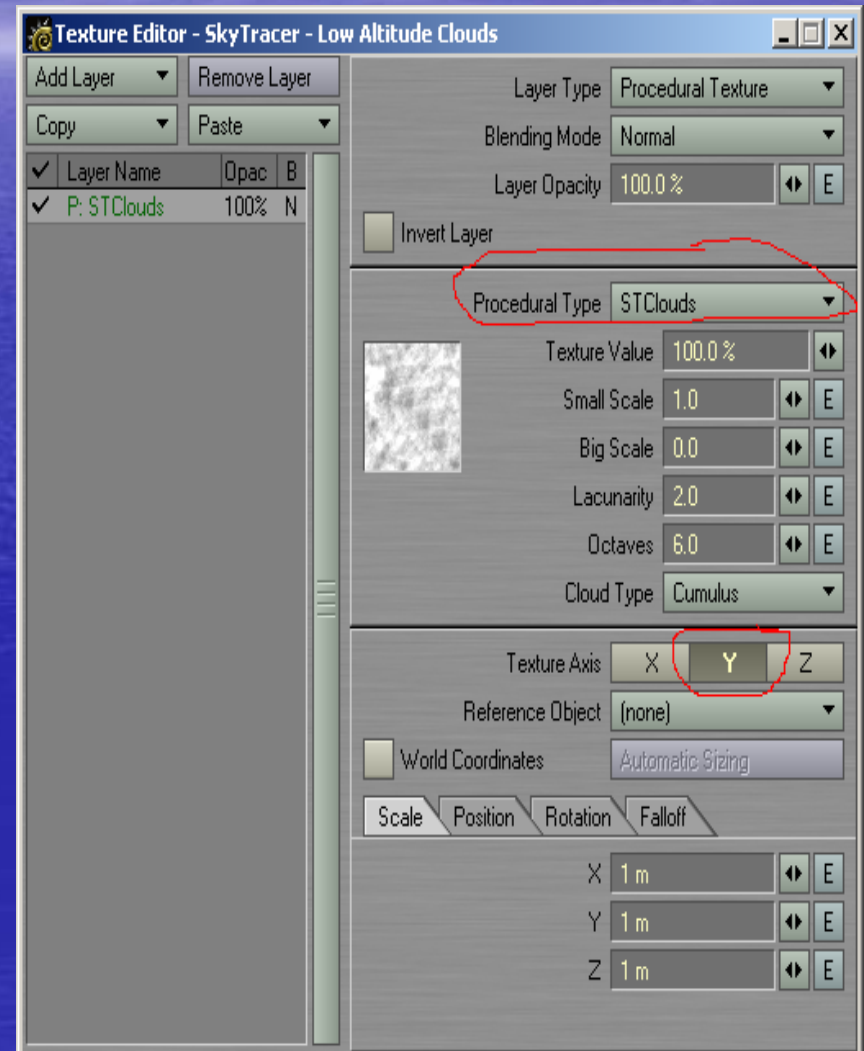 Texture Editor - SkyTracer - Low Altitude Clouds
Add Layer Remove Layer
Copy Paste
Layer Name Opac B
P: STClouds 100% N
Layer Type Procedural Texture
Blending Mode Normal
Layer Opacity 100.0 % E
Invert Layer
Procedural Type STClouds
Texture Value 100.0 %
Small Scale 1.0 E
Big Scale 0.0 E
Lacunarity 2.0 E
Octaves 6.0 E
Cloud Type Cumulus
Texture Axis X Y Z
Reference Object (none)
World Coordinates Automatic Sizing
Scale Position Rotation Falloff
X 1 m E
Y 1 m E
Z 1 m E